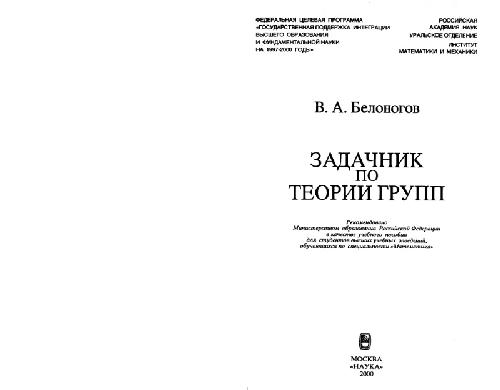 ФЕДЕРАЛЬНАЯ ЦЕЛЕВАЯ ПРОГРАММА
«ГОСУДАРСТВЕННАЯ ПОДДЕРЖКА ИНТЕГРАЦИИ
ВЫСШЕГО ОБРАЗОВАНИЯ
И ФУНДАМЕНТАЛЬНОЙ НАУКИ
НА 1997-2000 ГОДЫ»
РОССИЙСКАЯ
АКАДЕМИЯ НАУК
УРАЛЬСКОЕ ОТДЕЛЕНИЕ
ИНСТИТУТ
МАТЕМАТИКИ И МЕХАНИКИ
В. А. Белоногов
ЗАДАЧНИК
ПО
ТЕОРИИ ГРУПП
Рекомендовано
Министерством образования Российской Федерации
в качестве учебного пособия
для студентов высших учебных заведений,
обучающихся по специальности «Математика»
МОСКВА
«НАУКА»
2000